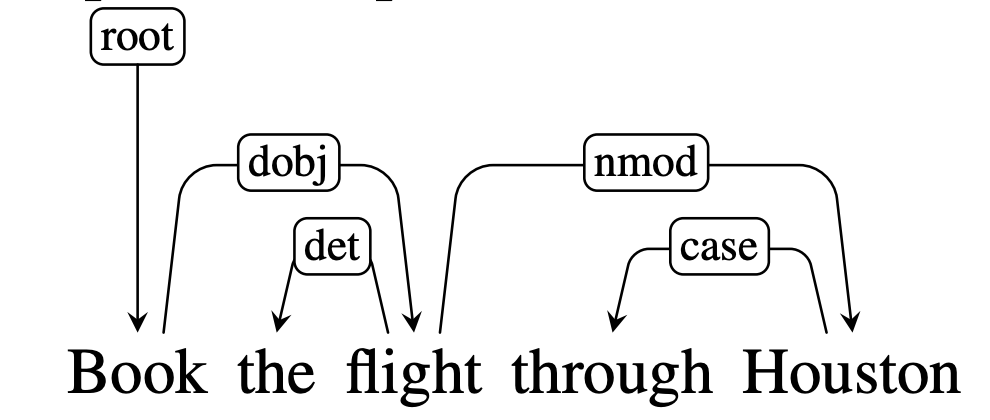 root
dobj
nmod
det
case
Book the flight through Houston